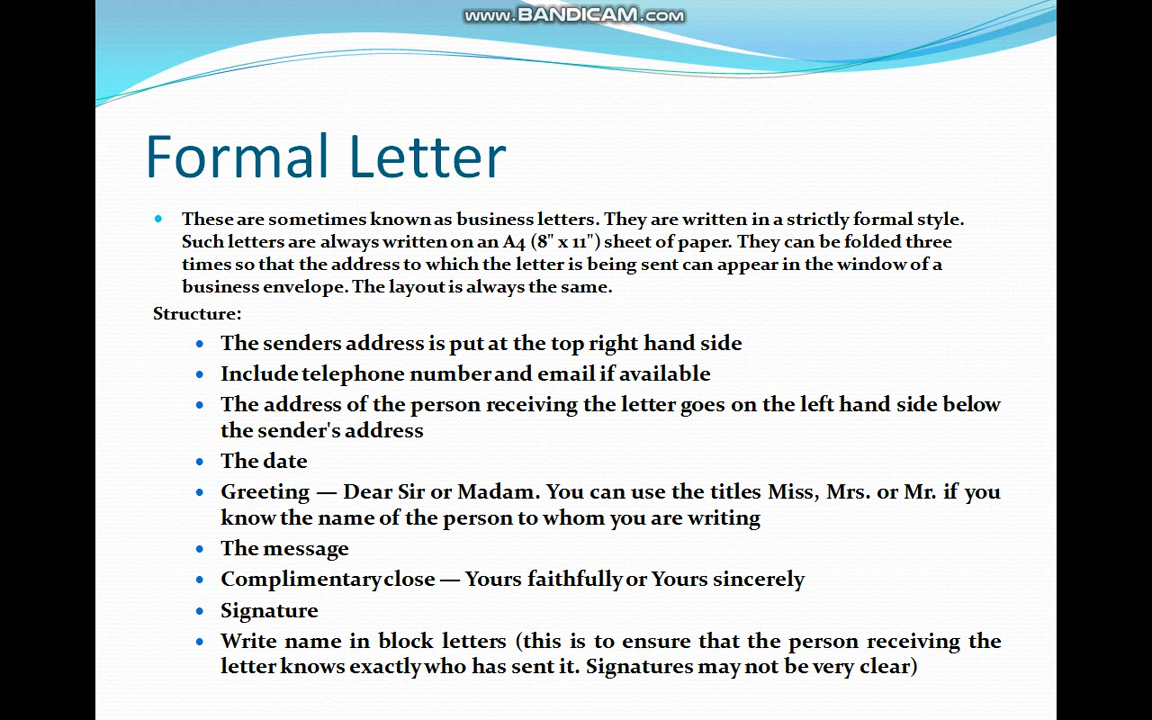 www.BANDICAM.com
Formal Letter
• These are sometimes known as business letters. They are written in a strictly formal style.
Such letters are always written on an A4 (8" x 11") sheet of paper. They can be folded three
times so that the address to which the letter is being sent can appear in the window of a
business envelope. The layout is always the same.
Structure:
• The senders address is put at the top right hand side
• Include telephone number and email if available
• The address of the person receiving the letter goes on the left hand side below
the sender's address
• The date
• Greeting — Dear Sir or Madam. You can use the titles Miss, Mrs. or Mr. if you
know the name of the person to whom you are writing
• The message
• Complimentary close — Yours faithfully or Yours sincerely
• Signature
• Write name in block letters (this is to ensure that the person receiving the
letter knows exactly who has sent it. Signatures may not be very clear)